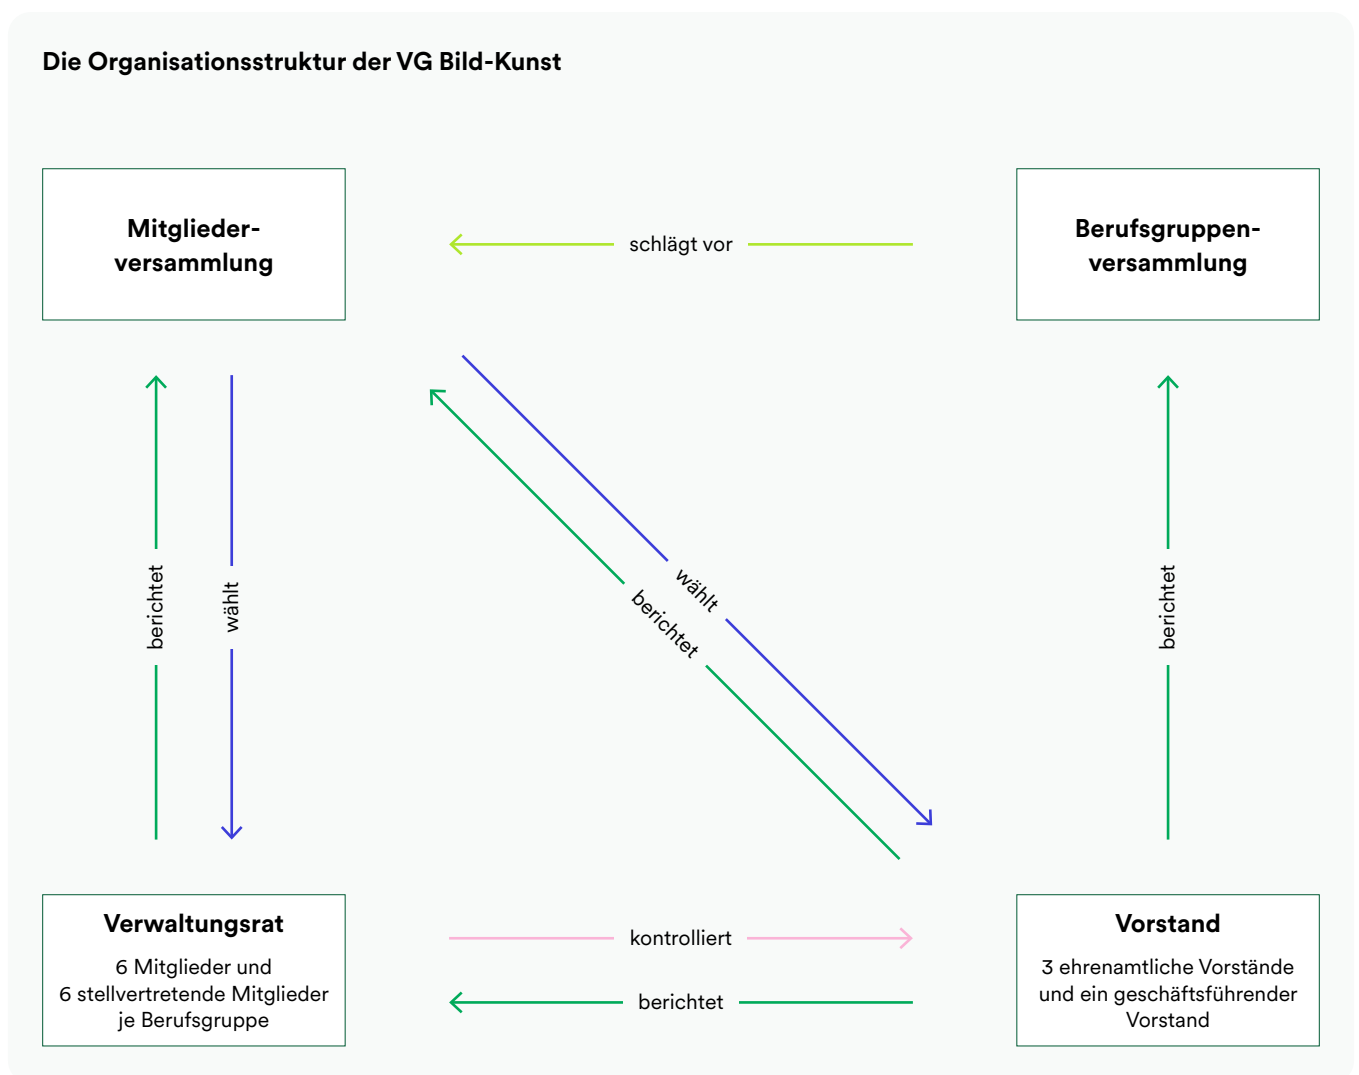 Die Organisationsstruktur der VG Bild-Kunst
Mitglieder-
versammlung
schlägt vor
Berufsgruppen-
versammlung
berichtet
wählt
wählt
berichtet
berichtet
Verwaltungsrat
6 Mitglieder und
6 stellvertretende Mitglieder
je Berufsgruppe
kontrolliert
berichtet
Vorstand
3 ehrenamtliche Vorstände
und ein geschäftsführender
Vorstand